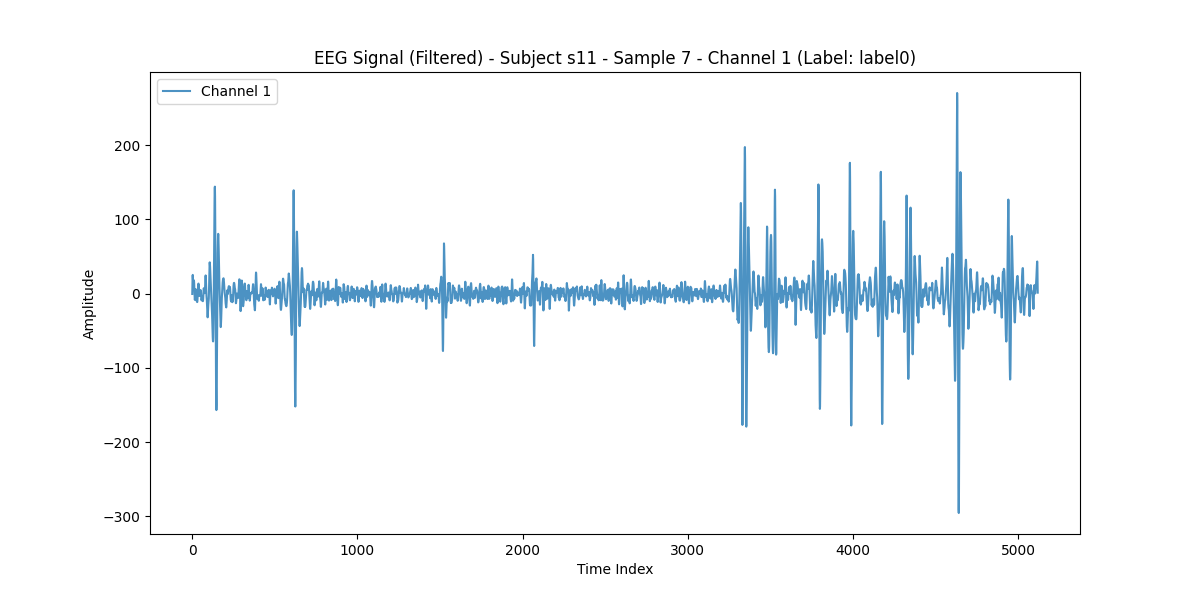 EEG Signal (Filtered) - Subject s11 - Sample 7 - Channel 1 (Label: label0)
Channel 1
Amplitude
200
100
0
−100
−200
−300
0 1000 2000 3000 4000 5000
Time Index